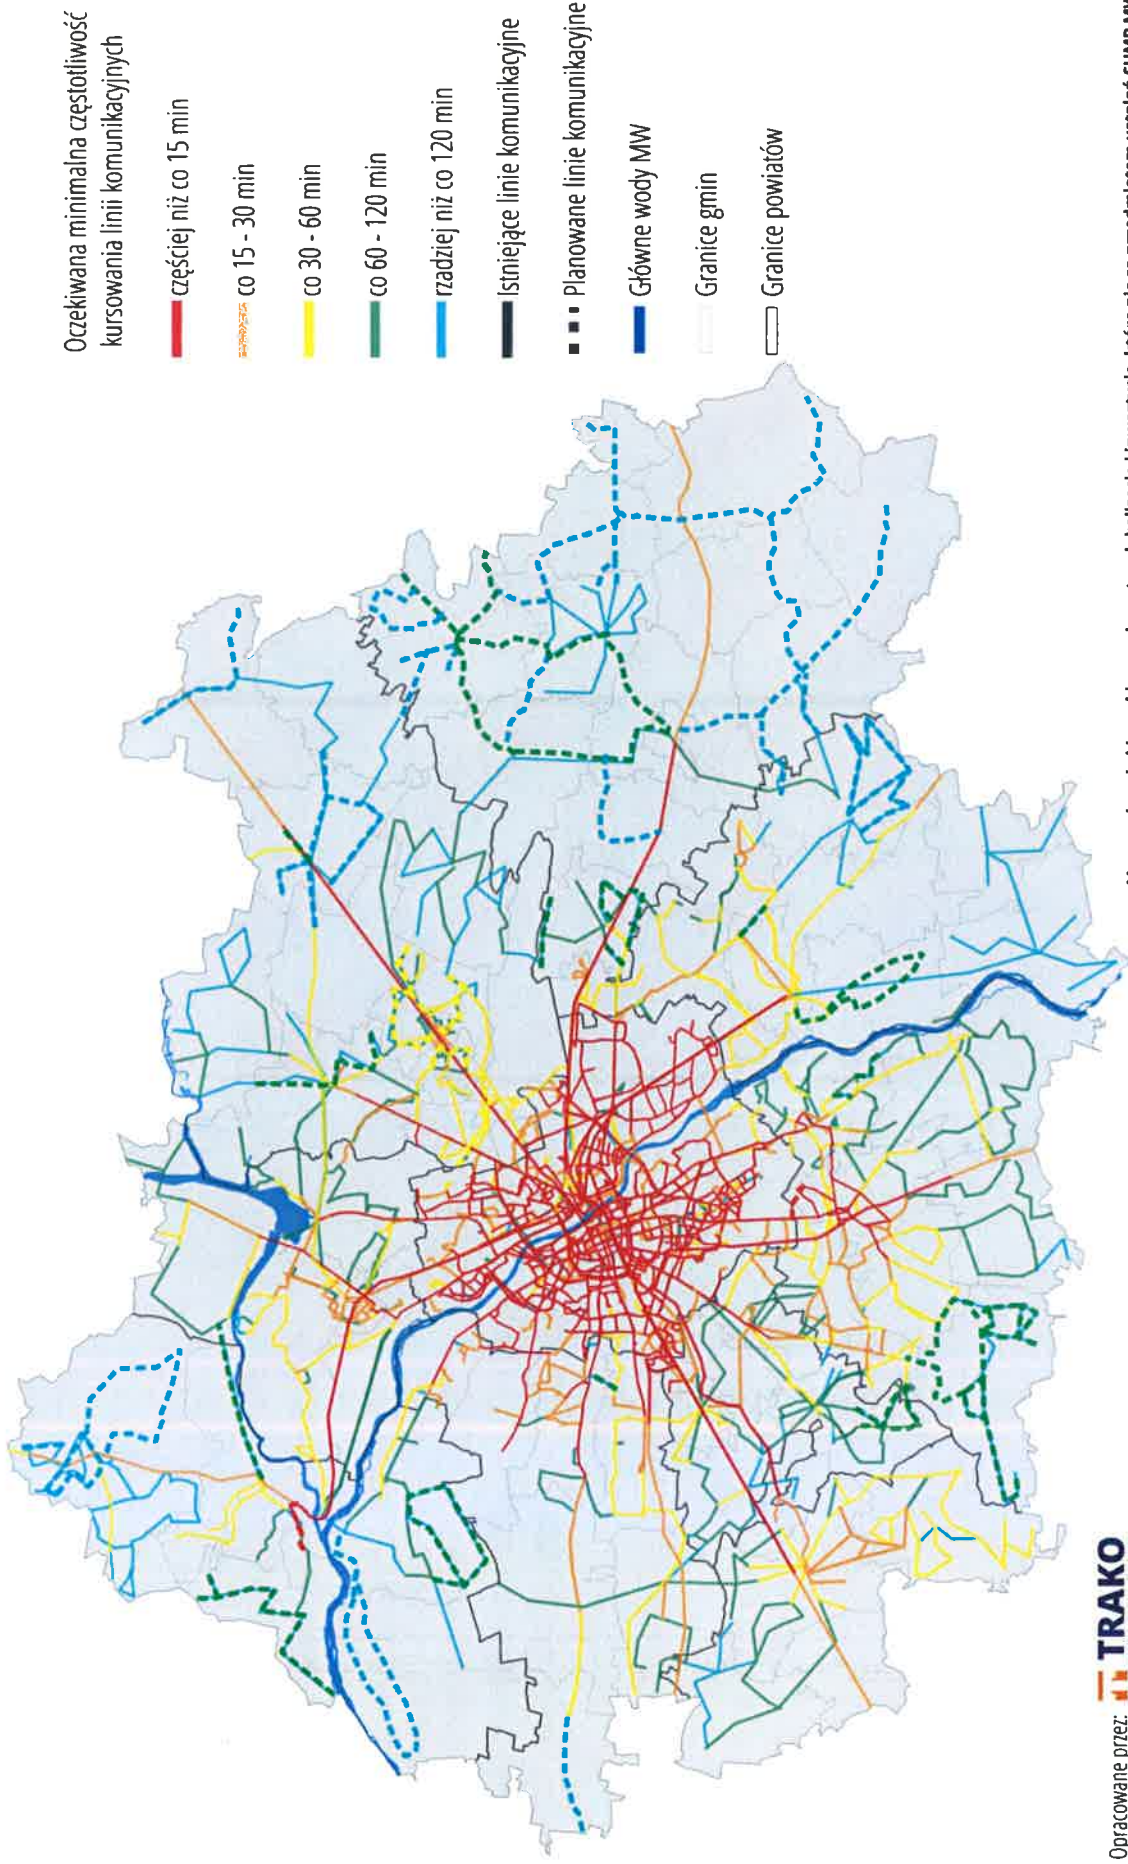 Oczekiwana minimalna częstotliwość
kursowania linii komunikacyjnych
częściej niż co 15 min
co 15 - 30 min
co 30 - 60 min
co 60 - 120 min
rzadziej niż co 120 min
Istniejące linie komunikacyjne
Planowane linie komunikacyjne
Główne wody MW
Granice gmin
Granice powiatów
Opracowane przez:
TRAKO